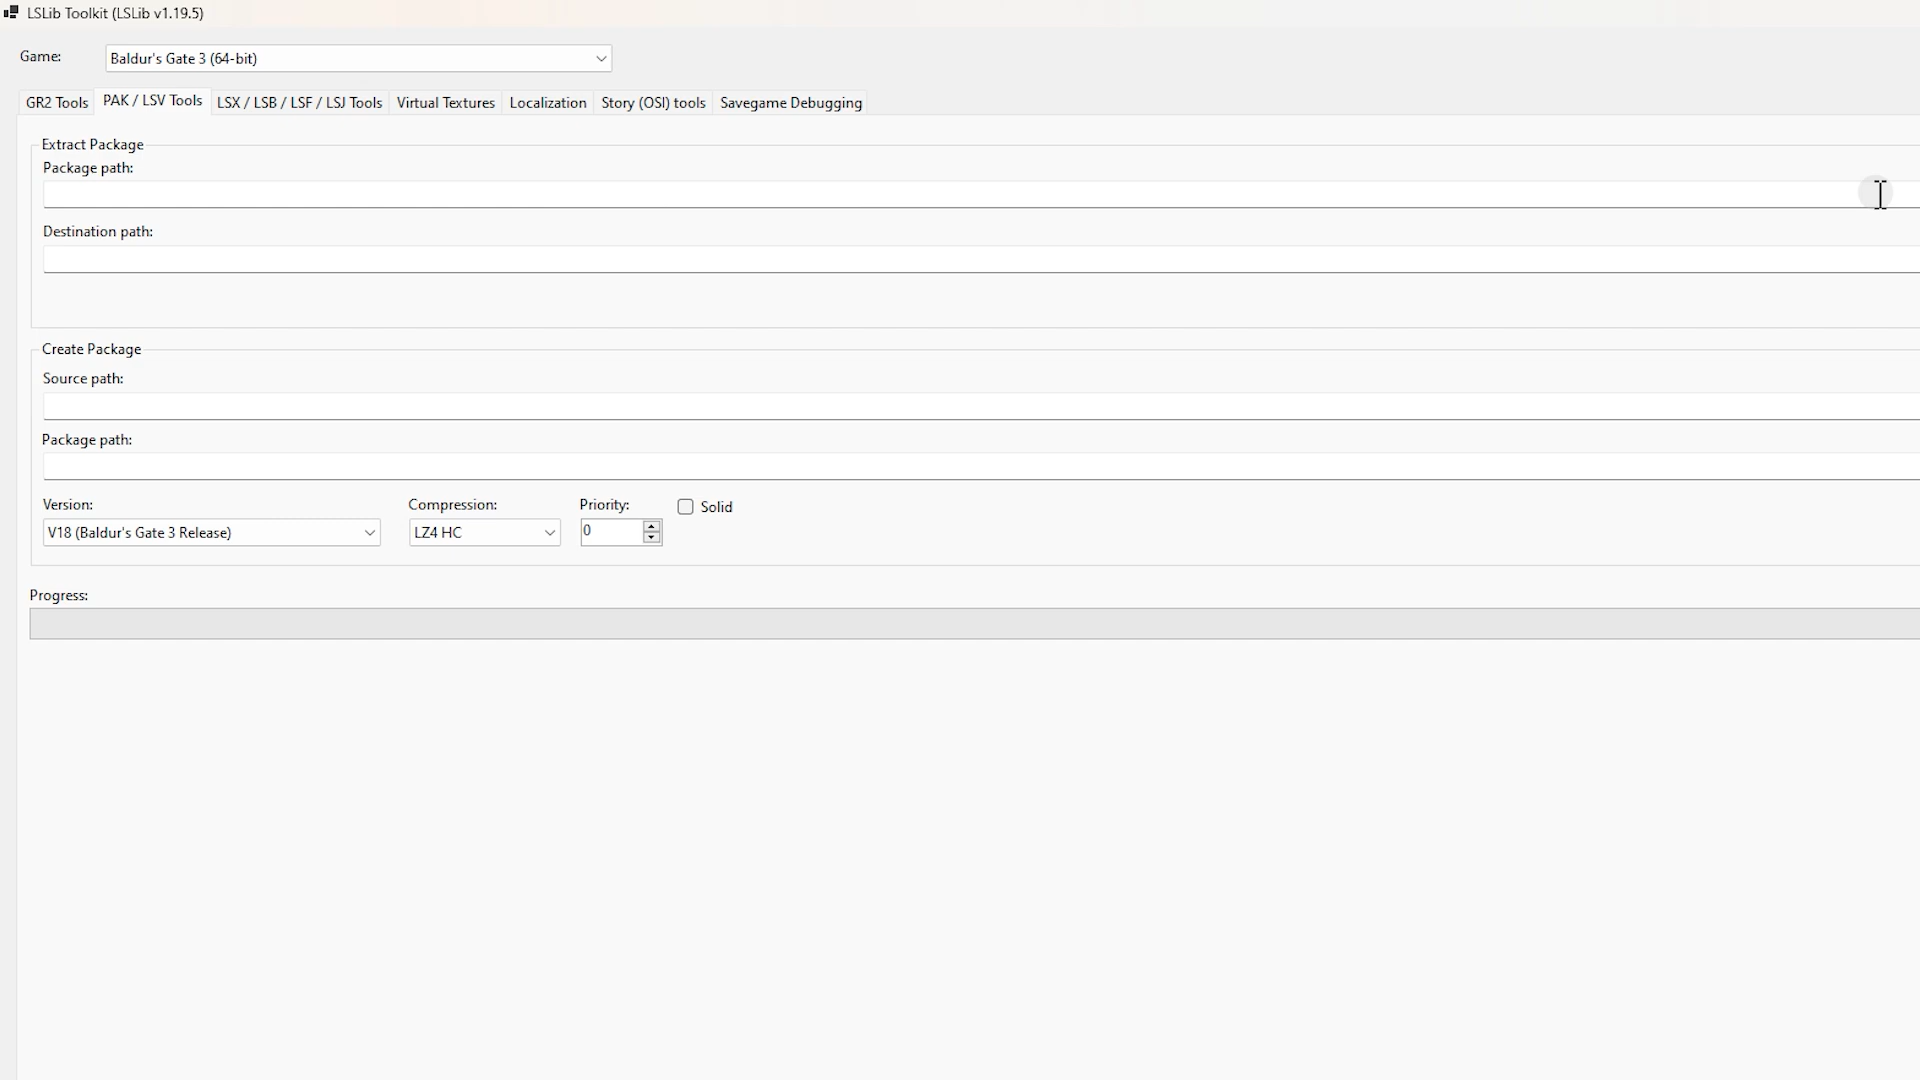 LSLib Toolkit (LSLib v1.19.5)
Game:
Baldur's Gate 3 (64-bit)
GR2 Tools
PAK / LSV Tools
LSX / LSB / LSF / LSJ Tools
Virtual Textures
Localization
Story (OSI) tools
Savegame Debugging
Extract Package
Package path:
Destination path:
Create Package
Source path:
Package path:
Version:
Compression:
Priority:
Solid
V18 (Baldur's Gate 3 Release)
LZ4 HC
0
Progress: